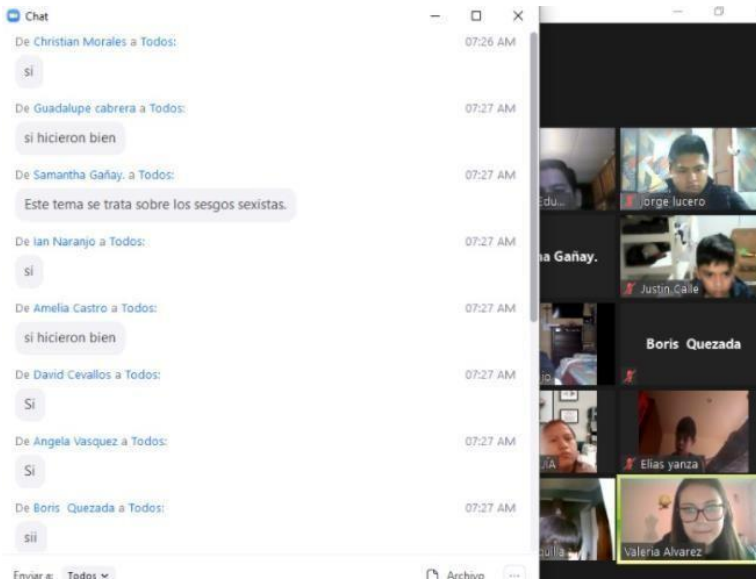 Chat
De Christian Morales a Todos: 07:26 AM
si
De Guadalupe cabrera a Todos: 07:27 AM
si hicieron bien
De Samantha Gañay. a Todos: 07:27 AM
Este tema se trata sobre los sesgos sexistas.
De Ian Naranjo a Todos: 07:27 AM
si
De Amelia Castro a Todos: 07:27 AM
si hicieron bien
De David Cevallos a Todos: 07:27 AM
Si
De Angela Vasquez a Todos: 07:27 AM
Si
De Boris Quezada a Todos: 07:27 AM
sii
Enviar a: Todos
Archivo
Edu...
Jorge lucero
na Gañay.
Justin Calle
Boris Quezada
Elias yanza
Valeria Alvarez